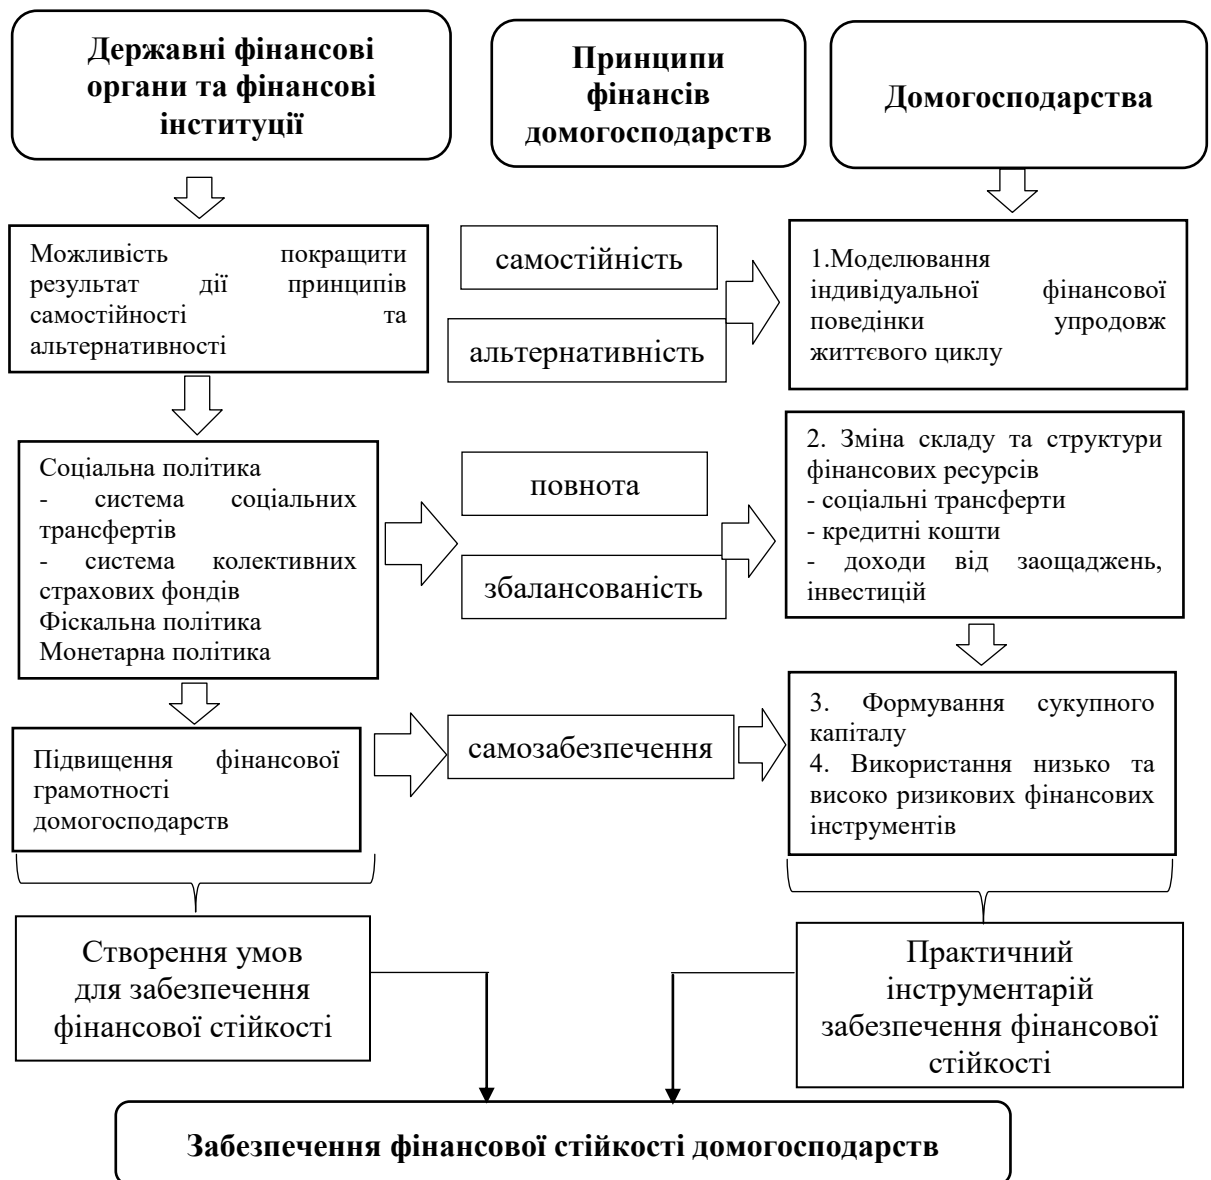 Державні фінансові
органи та фінансові
інституції
Принципи
фінансів
домогосподарств
Домогосподарства
Можливість покращити
результат дії принципів
самостійності та
альтернативності
самостійність
альтернативність
1.Моделювання
індивідуальної фінансової
поведінки упродовж
життєвого циклу
Соціальна політика
- система соціальних
трансфертів
- система колективних
страхових фондів
Фіскальна політика
Монетарна політика
повнота
збалансованість
2. Зміна складу та структури
фінансових ресурсів
- соціальні трансферти
- кредитні кошти
- доходи від заощаджень,
інвестицій
Підвищення фінансової
грамотності
домогосподарств
самозабезпечення
3. Формування сукупного
капіталу
4. Використання низько та
високо ризикових фінансових
інструментів
Створення умов
для забезпечення
фінансової стійкості
Практичний
інструментарій
забезпечення фінансової
стійкості
Забезпечення фінансової стійкості домогосподарств